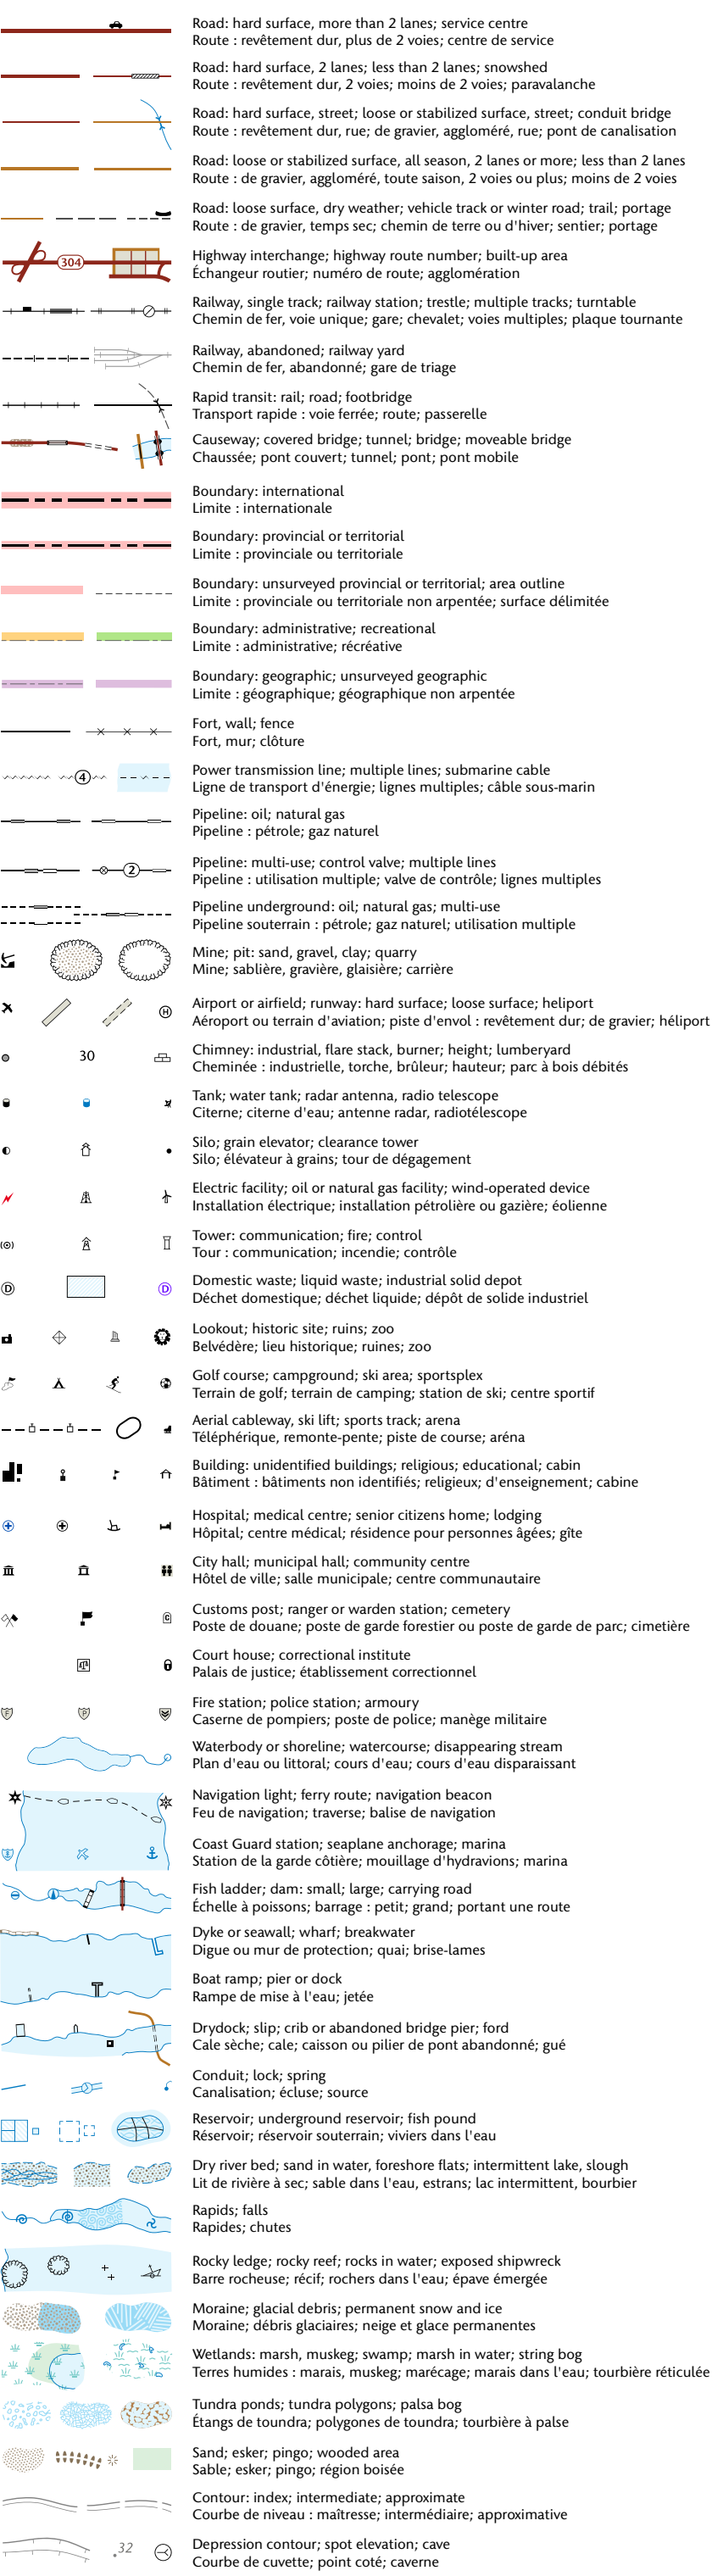 Road: hard surface, more than 2 lanes; service centre
Route : revêtement dur, plus de 2 voies; centre de service
Road: hard surface, 2 lanes; less than 2 lanes; snowshed
Route : revêtement dur, 2 voies; moins de 2 voies; paravalanche
Road: hard surface, street; loose or stabilized surface, street; conduit bridge
Route : revêtement dur, rue; de gravier, aggloméré, rue; pont de canalisation
Road: loose or stabilized surface, all season, 2 lanes or more; less than 2 lanes
Route : de gravier, aggloméré, toute saison, 2 voies ou plus; moins de 2 voies
Road: loose surface, dry weather; vehicle track or winter road; trail; portage
Route : de gravier, temps sec; chemin de terre ou d'hiver; sentier; portage
304
Highway interchange; highway route number; built-up area
Échangeur routier; numéro de route; agglomération
Railway, single track; railway station; trestle; multiple tracks; turntable
Chemin de fer, voie unique; gare; chevalet; voies multiples; plaque tournante
Railway, abandoned; railway yard
Chemin de fer, abandonné; gare de triage
Rapid transit: rail; road; footbridge
Transport rapide : voie ferrée; route; passerelle
Causeway; covered bridge; tunnel; bridge; moveable bridge
Chaussée; pont couvert; tunnel; pont; pont mobile
Boundary: international
Limite : internationale
Boundary: provincial or territorial
Limite : provinciale ou territoriale
Boundary: unsurveyed provincial or territorial; area outline
Limite : provinciale ou territoriale non arpentée; surface délimitée
Boundary: administrative; recreational
Limite : administrative; récréative
Boundary: geographic; unsurveyed geographic
Limite : géographique; géographique non arpentée
Fort, wall; fence
Fort, mur; clôture
4
Power transmission line; multiple lines; submarine cable
Ligne de transport d'énergie; lignes multiples; câble sous-marin
Pipeline: oil; natural gas
Pipeline : pétrole; gaz naturel
2
Pipeline: multi-use; control valve; multiple lines
Pipeline : utilisation multiple; valve de contrôle; lignes multiples
Pipeline underground: oil; natural gas; multi-use
Pipeline souterrain : pétrole; gaz naturel; utilisation multiple
Mine; pit: sand, gravel, clay; quarry
Mine; sablière, gravière, glaisière; carrière
H
Airport or airfield; runway: hard surface; loose surface; heliport
Aéroport ou terrain d'aviation; piste d'envol : revêtement dur; de gravier; héliport
30
Chimney: industrial, flare stack, burner; height; lumberyard
Cheminée : industrielle, torche, brûleur; hauteur; parc à bois débités
Tank; water tank; radar antenna, radio telescope
Citerne; citerne d'eau; antenne radar, radiotélescope
Silo; grain elevator; clearance tower
Silo; élévateur à grains; tour de dégagement
Electric facility; oil or natural gas facility; wind-operated device
Installation électrique; installation pétrolière ou gazière; éolienne
Tower: communication; fire; control
Tour : communication; incendie; contrôle
D D
Domestic waste; liquid waste; industrial solid depot
Déchet domestique; déchet liquide; dépôt de solide industriel
Lookout; historic site; ruins; zoo
Belvédère; lieu historique; ruines; zoo
Golf course; campground; ski area; sportsplex
Terrain de golf; terrain de camping; station de ski; centre sportif
Aerial cableway, ski lift; sports track; arena
Téléphérique, remonte-pente; piste de course; aréna
Building: unidentified buildings; religious; educational; cabin
Bâtiment : bâtiments non identifiés; religieux; d'enseignement; cabine
Hospital; medical centre; senior citizens home; lodging
Hôpital; centre médical; résidence pour personnes âgées; gîte
City hall; municipal hall; community centre
Hôtel de ville; salle municipale; centre communautaire
C
Customs post; ranger or warden station; cemetery
Poste de douane; poste de garde forestier ou poste de garde de parc; cimetière
Court house; correctional institute
Palais de justice; établissement correctionnel
F P
Fire station; police station; armoury
Caserne de pompiers; poste de police; manège militaire
Waterbody or shoreline; watercourse; disappearing stream
Plan d'eau ou littoral; cours d'eau; cours d'eau disparaissant
Navigation light; ferry route; navigation beacon
Feu de navigation; traverse; balise de navigation
Coast Guard station; seaplane anchorage; marina
Station de la garde côtière; mouillage d'hydravions; marina
Fish ladder; dam: small; large; carrying road
Échelle à poissons; barrage : petit; grand; portant une route
Dyke or seawall; wharf; breakwater
Digue ou mur de protection; quai; brise-lames
Boat ramp; pier or dock
Rampe de mise à l'eau; jetée
Drydock; slip; crib or abandoned bridge pier; ford
Cale sèche; cale; caisson ou pilier de pont abandonné; gué
Conduit; lock; spring
Canalisation; écluse; source
Reservoir; underground reservoir; fish pound
Réservoir; réservoir souterrain; viviers dans l'eau
Dry river bed; sand in water, foreshore flats; intermittent lake, slough
Lit de rivière à sec; sable dans l'eau, estrans; lac intermittent, bourbier
Rapids; falls
Rapides; chutes
Rocky ledge; rocky reef; rocks in water; exposed shipwreck
Barre rocheuse; récif; rochers dans l'eau; épave émergée
Moraine; glacial debris; permanent snow and ice
Moraine; débris glaciaires; neige et glace permanentes
Wetlands: marsh, muskeg; swamp; marsh in water; string bog
Terres humides : marais, muskeg; marécage; marais dans l'eau; tourbière réticulée
Tundra ponds; tundra polygons; palsa bog
Étangs de toundra; polygones de toundra; tourbière à palse
Sand; esker; pingo; wooded area
Sable; esker; pingo; région boisée
Contour: index; intermediate; approximate
Courbe de niveau : maîtresse; intermédiaire; approximative
.32
Depression contour; spot elevation; cave
Courbe de cuvette; point coté; caverne